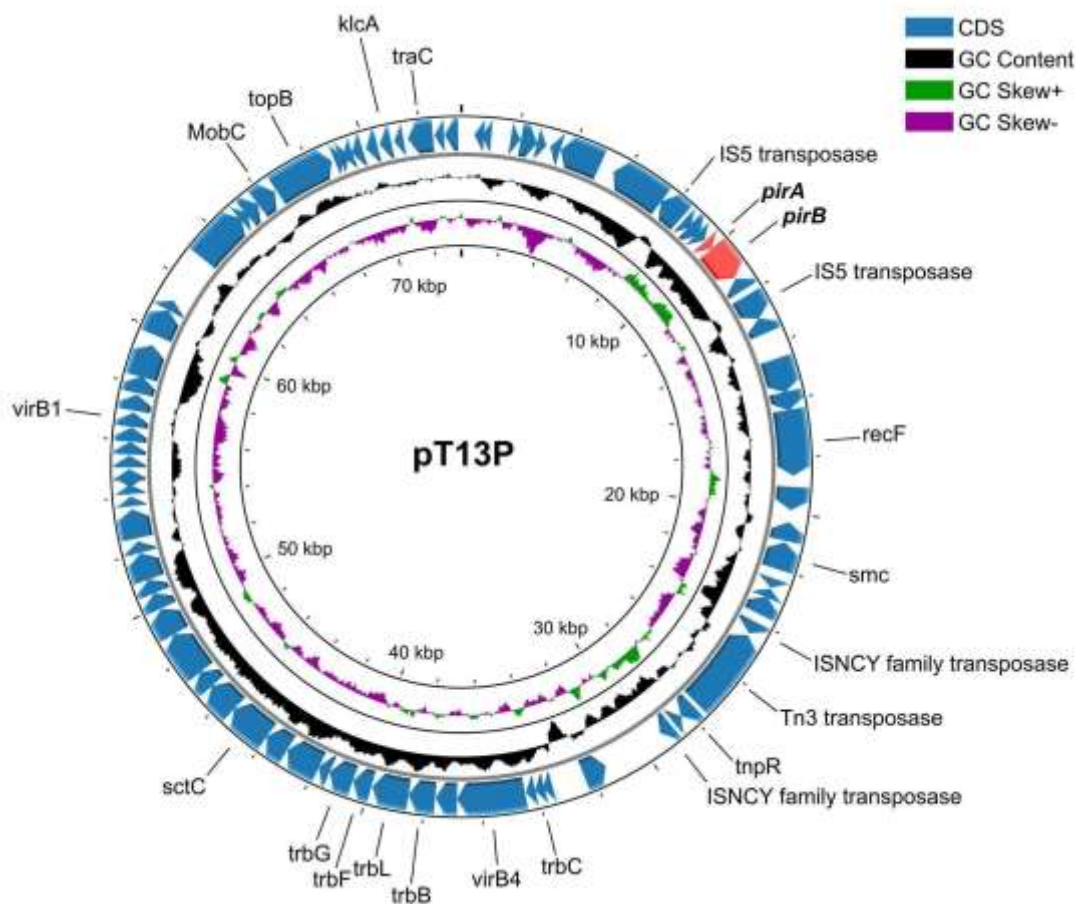 klcA
traC
topB
MobC
CDS
GC Content
GC Skew+
GC Skew-
IS5 transposase
pirA
pirB
IS5 transposase
70 kbp
10 kbp
60 kbp
virB1
pT13P
recF
20 kbp
50 kbp
smc
30 kbp
40 kbp
ISNCY family transposase
Tn3 transposase
tnpR
ISNCY family transposase
sctC
trbG
trbF
trbL
trbB
virB4
trbC